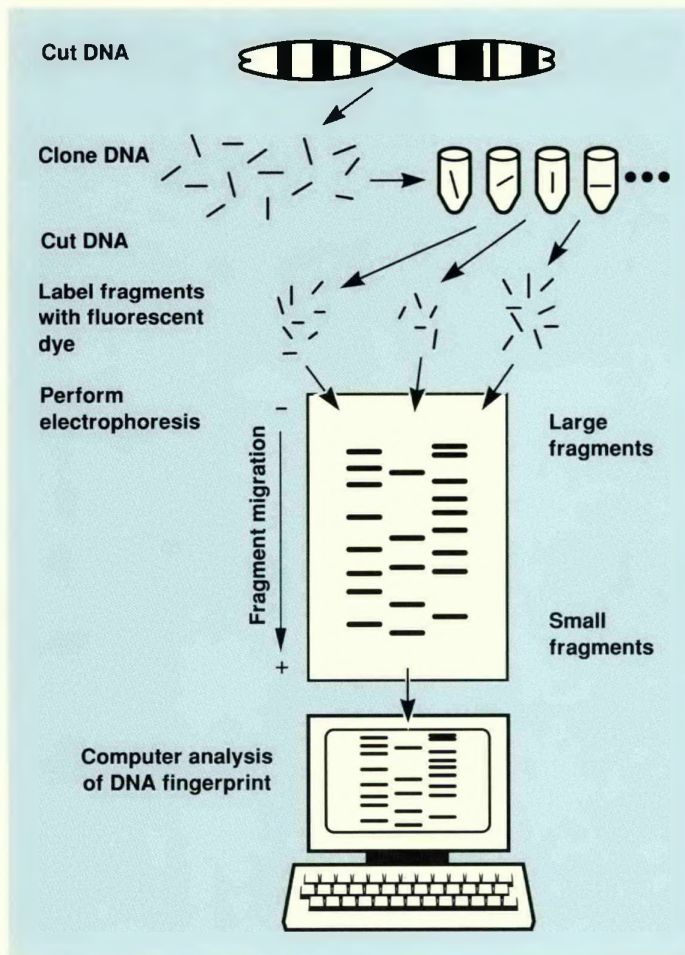 Cut DNA
Clone DNA
Cut DNA
Label fragments
with fluorescent
dye
Perform
electrophoresis
−
Fragment migration
+
Large
fragments
Small
fragments
Computer analysis
of DNA fingerprint